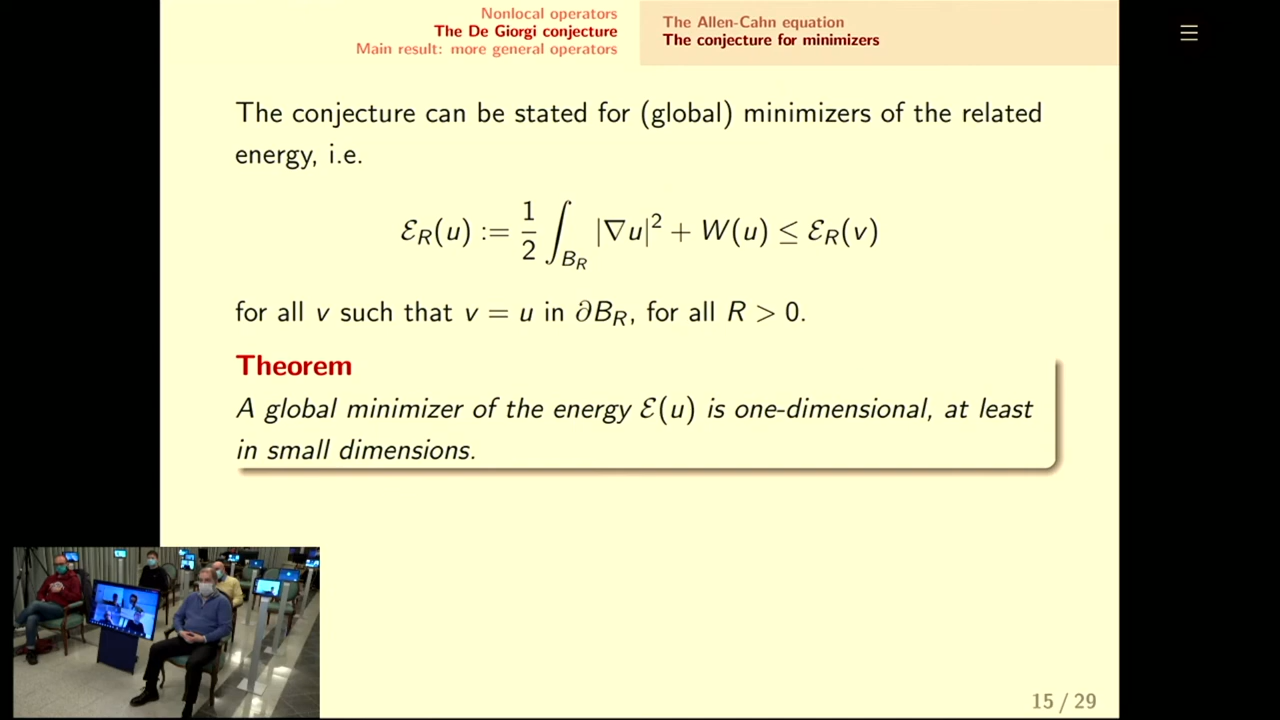 Nonlocal operators
The De Giorgi conjecture
Main result: more general operators
The Allen-Cahn equation
The conjecture for minimizers
The conjecture can be stated for (global) minimizers of the related
energy, i.e.
ℰ_R(u) := 1/2 ∫_{B_R} |∇u|² + W(u) ≤ ℰ_R(v)
for all v such that v = u in ∂B_R, for all R > 0.
Theorem
A global minimizer of the energy ℰ(u) is one-dimensional, at least
in small dimensions.
15 / 29